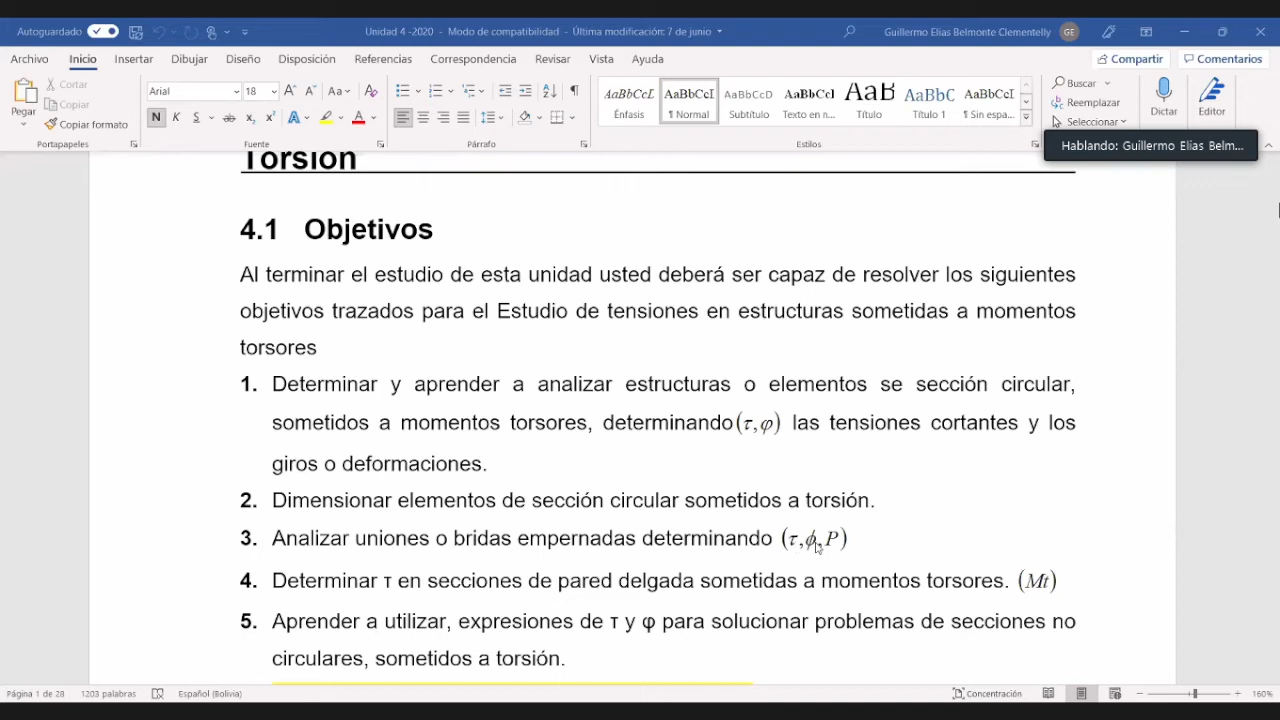 Autoguardado
Unidad 4 -2020 - Modo de compatibilidad - Última modificación: 7 de junio
Guillermo Elias Belmonte Clementelly GE
Archivo Inicio Insertar Dibujar Diseño Disposición Referencias Correspondencia Revisar Vista Ayuda Compartir Comentarios
Pegar
Cortar
Copiar
Copiar formato
Portapapeles
Arial 18
Fuente
Párrafo
AaBbCcL AaBbCcI AaBbCcD AaBbCcI AaB AaBbC AaBbCcI
Énfasis ¶ Normal Subtítulo Texto en n... Título Título 1 ¶ Sin espa...
Estilos
Buscar
Reemplazar
Seleccionar
Dictar
Editor
Hablando: Guillermo Elias Belm...
Torsión
4.1 Objetivos
Al terminar el estudio de esta unidad usted deberá ser capaz de resolver los siguientes
objetivos trazados para el Estudio de tensiones en estructuras sometidas a momentos
torsores
1. Determinar y aprender a analizar estructuras o elementos se sección circular,
sometidos a momentos torsores, determinando (τ,φ) las tensiones cortantes y los
giros o deformaciones.
2. Dimensionar elementos de sección circular sometidos a torsión.
3. Analizar uniones o bridas empernadas determinando (τ,ϕ,P)
4. Determinar τ en secciones de pared delgada sometidas a momentos torsores. (Mt)
5. Aprender a utilizar, expresiones de τ y φ para solucionar problemas de secciones no
circulares, sometidos a torsión.
Página 1 de 28 1203 palabras Español (Bolivia) Concentración 160%